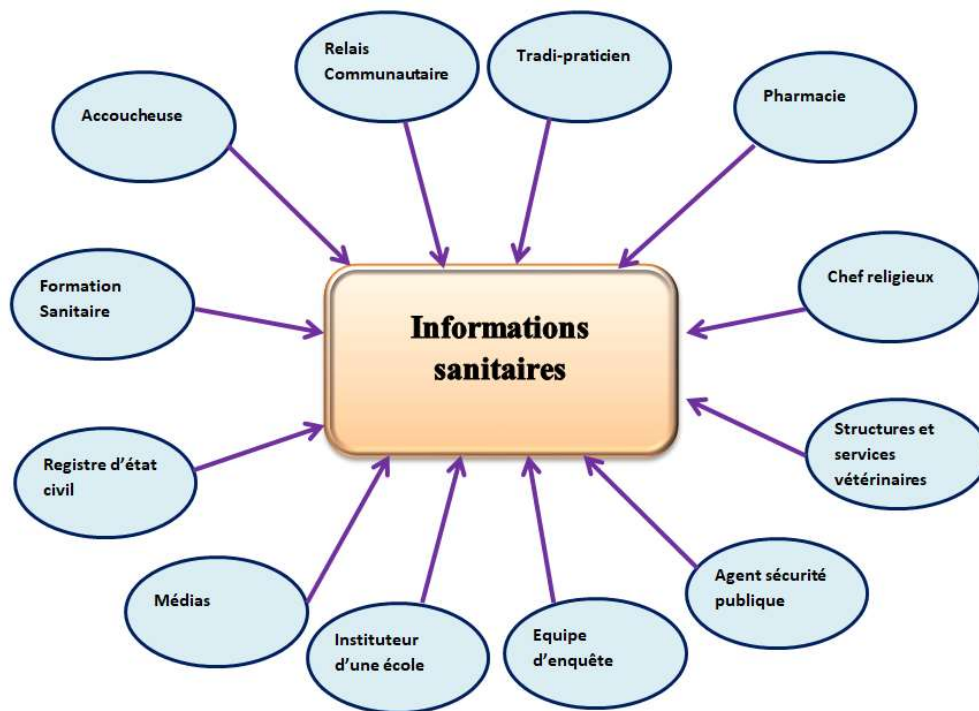 Relais
Communautaire
Tradi-praticien
Pharmacie
Accoucheuse
Formation
Sanitaire
Informations
sanitaires
Chef religieux
Structures et
services
vétérinaires
Registre d'état
civil
Médias
Instituteur
d'une école
Equipe
d'enquête
Agent sécurité
publique